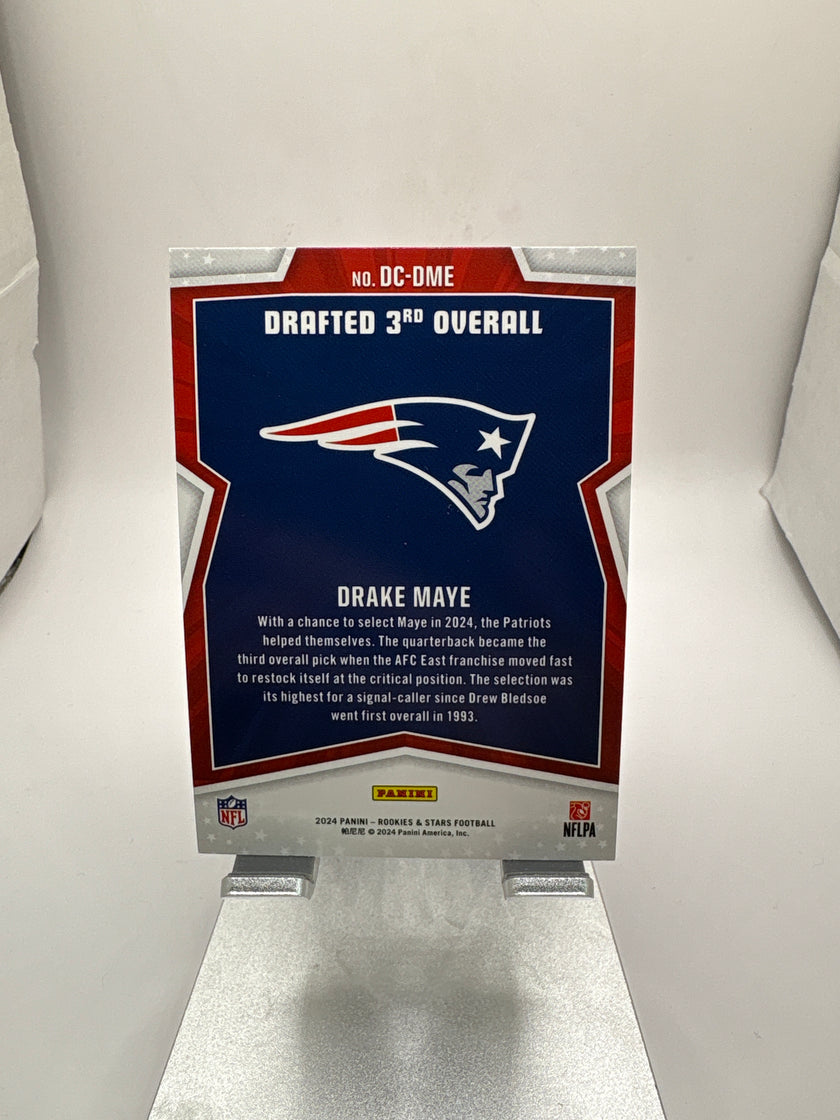 NO. DC-DME
DRAFTED 3RD OVERALL
DRAKE MAYE
With a chance to select Maye in 2024, the Patriots
helped themselves. The quarterback became the
third overall pick when the AFC East franchise moved fast
to restock itself at the critical position. The selection was
its highest for a signal-caller since Drew Bledsoe
went first overall in 1993.
PANINI
NFL
2024 PANINI – ROOKIES & STARS FOOTBALL
帕尼尼 © 2024 Panini America, Inc.
NFLPA